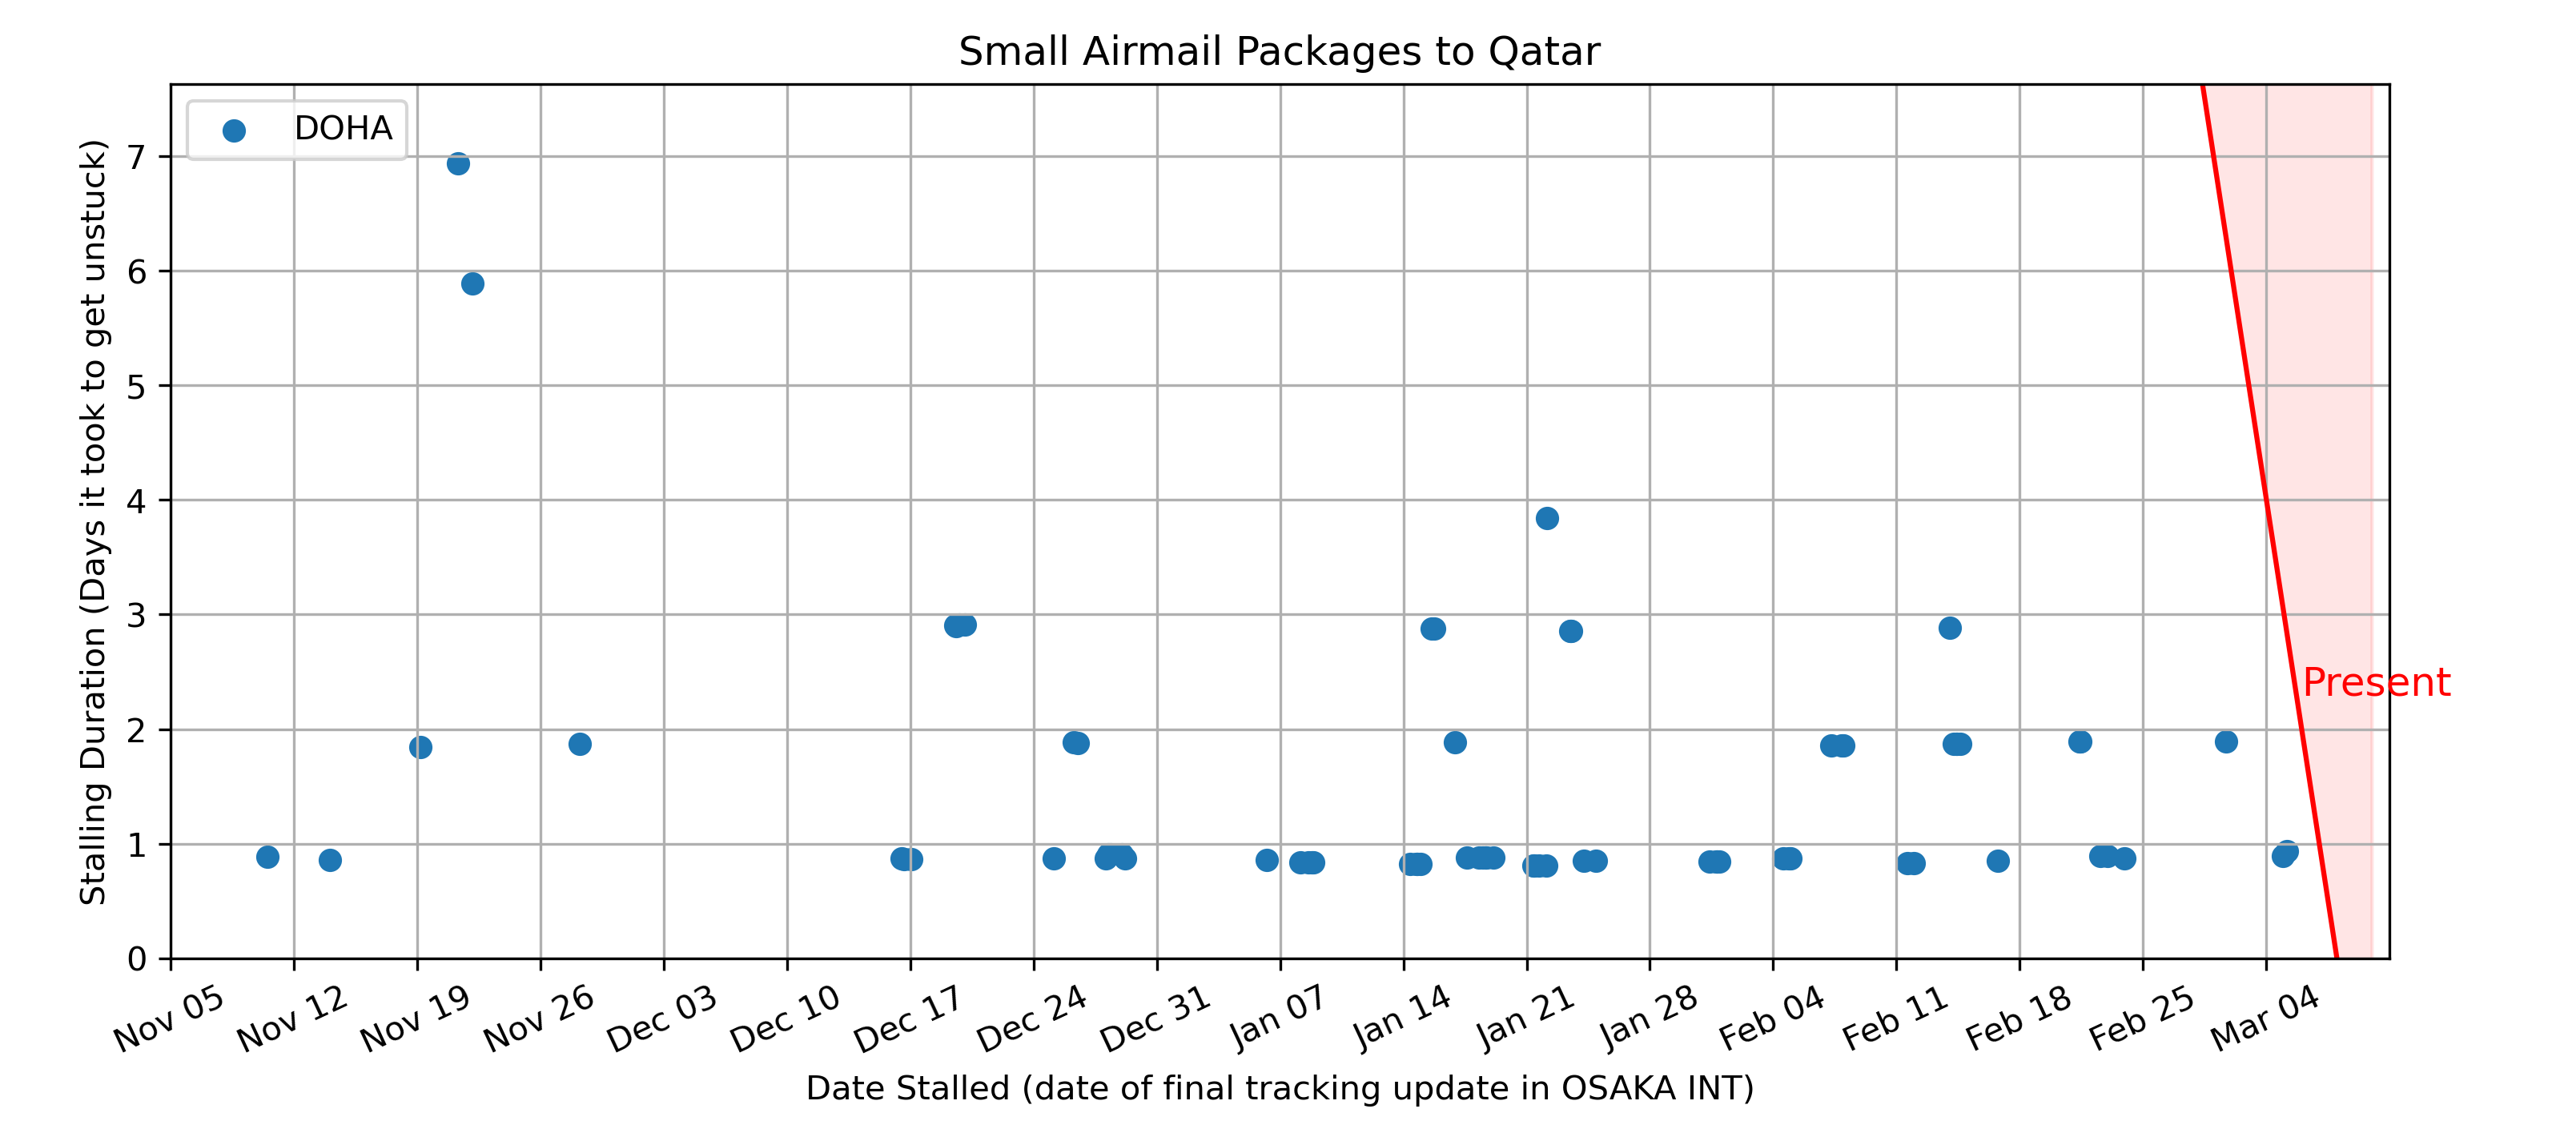 Small Airmail Packages to Qatar
DOHA
Stalling Duration (Days it took to get unstuck)
7
6
5
4
3
2
1
0
Present
Nov 05
Nov 12
Nov 19
Nov 26
Dec 03
Dec 10
Dec 17
Dec 24
Dec 31
Jan 07
Jan 14
Jan 21
Jan 28
Feb 04
Feb 11
Feb 18
Feb 25
Mar 04
Date Stalled (date of final tracking update in OSAKA INT)